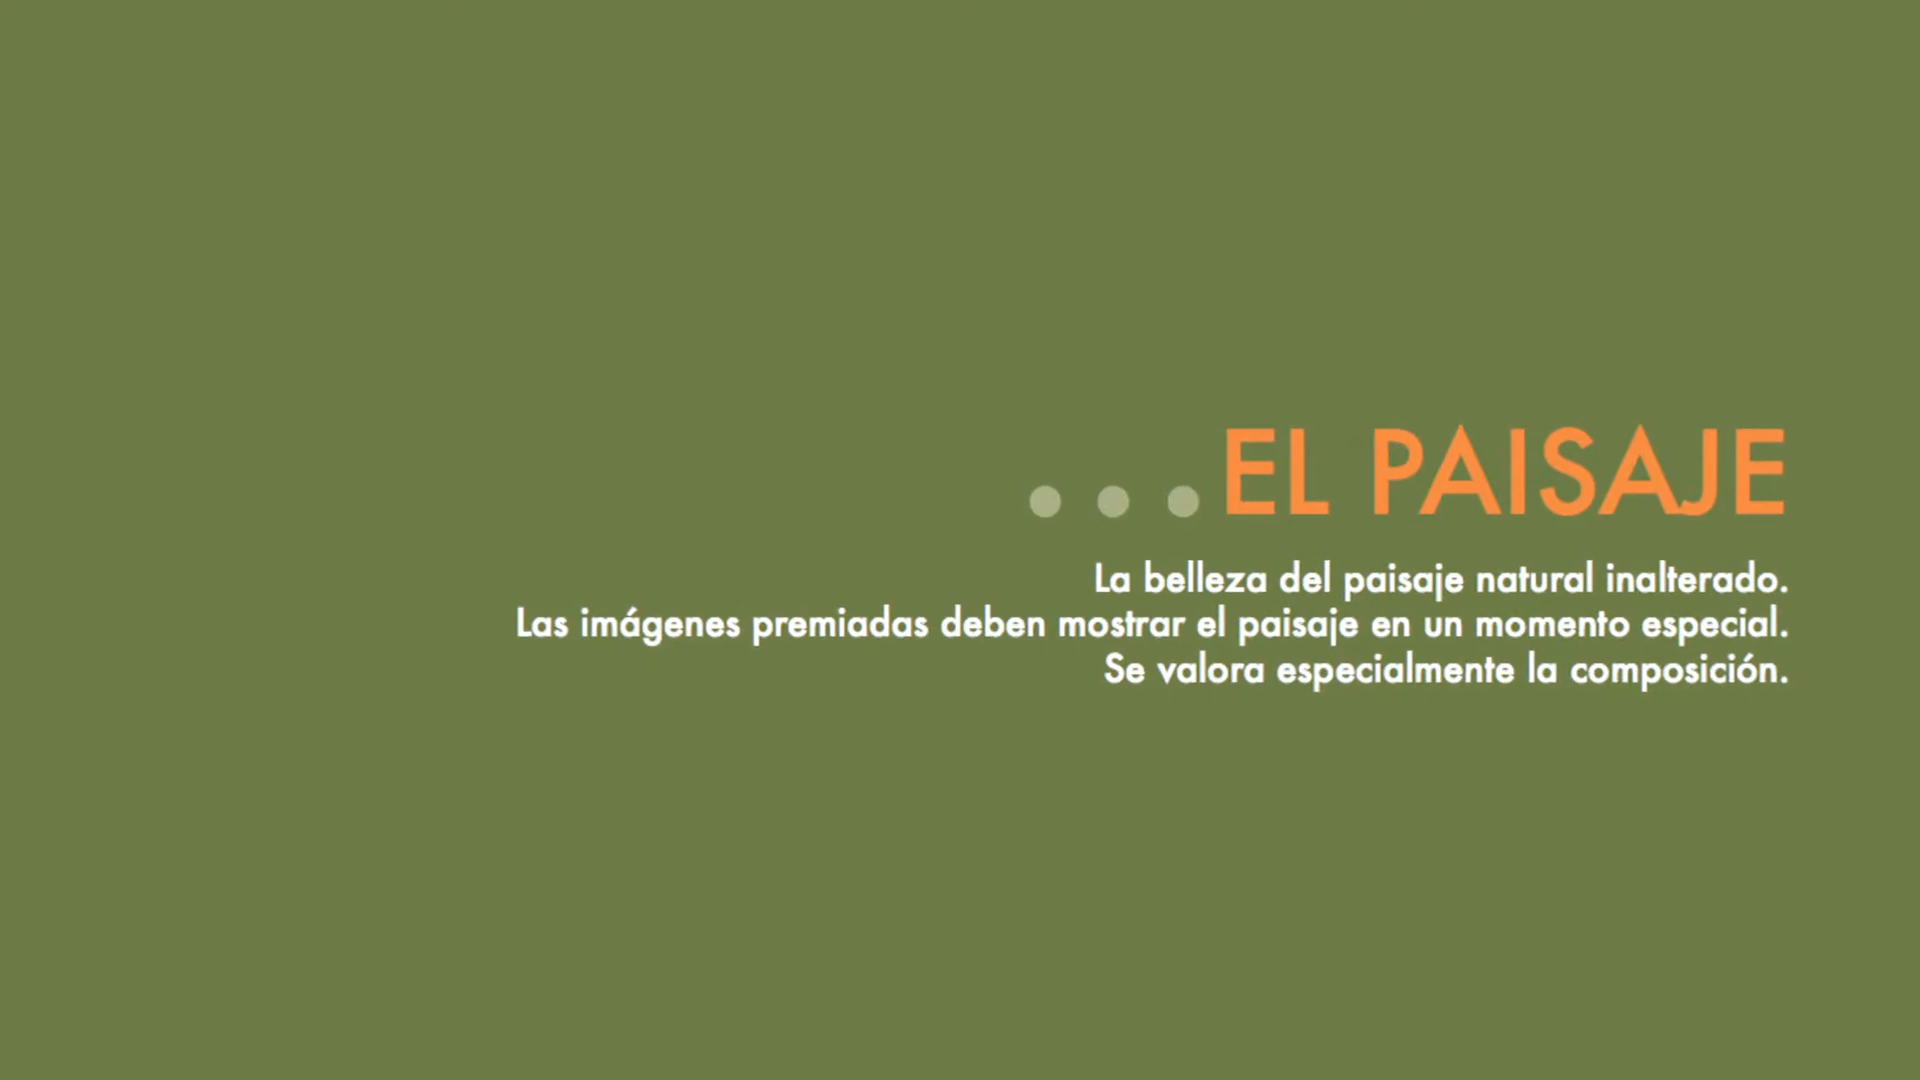 ...EL PAISAJE
La belleza del paisaje natural inalterado.
Las imágenes premiadas deben mostrar el paisaje en un momento especial.
Se valora especialmente la composición.